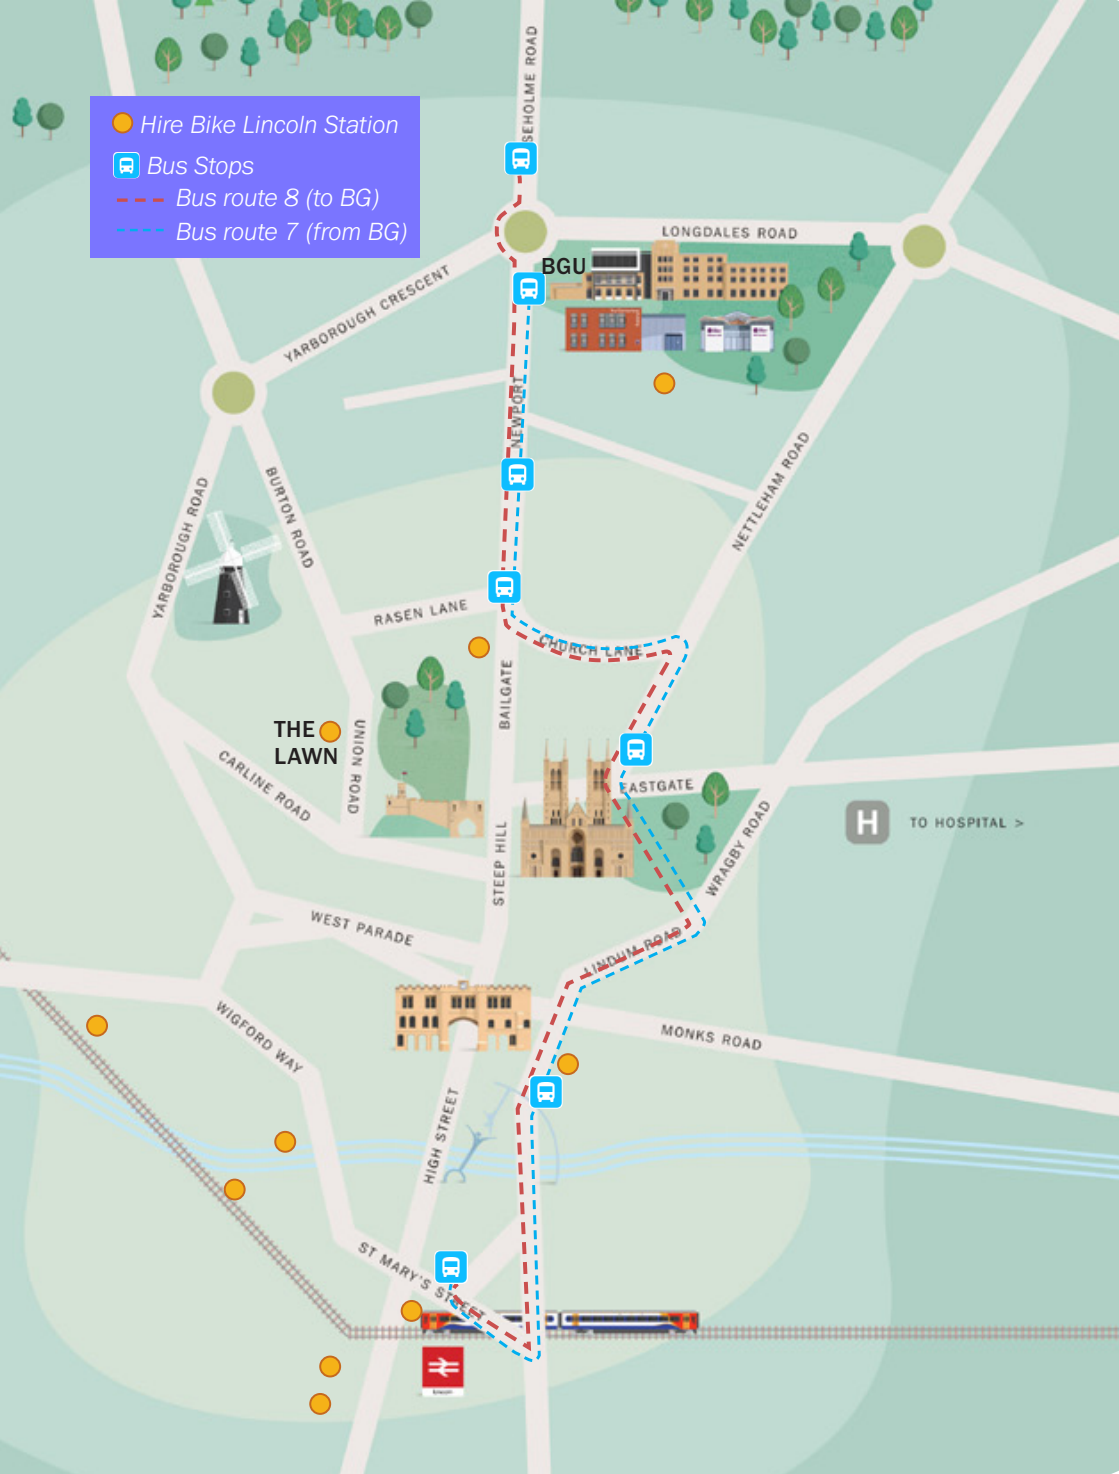 SEHOLME ROAD
Hire Bike Lincoln Station
Bus Stops
Bus route 8 (to BG)
Bus route 7 (from BG)
LONGDALES ROAD
BGU
YARBOROUGH CRESCENT
NEWPORT
NETTLEHAM ROAD
YARBOROUGH ROAD
BURTON ROAD
RASEN LANE
CHURCH LANE
BAILGATE
THE
LAWN
UNION ROAD
CARLINE ROAD
EASTGATE
WRAGBY ROAD
H
TO HOSPITAL >
STEEP HILL
WEST PARADE
LINDUM ROAD
WIGFORD WAY
MONKS ROAD
HIGH STREET
ST MARY'S STREET